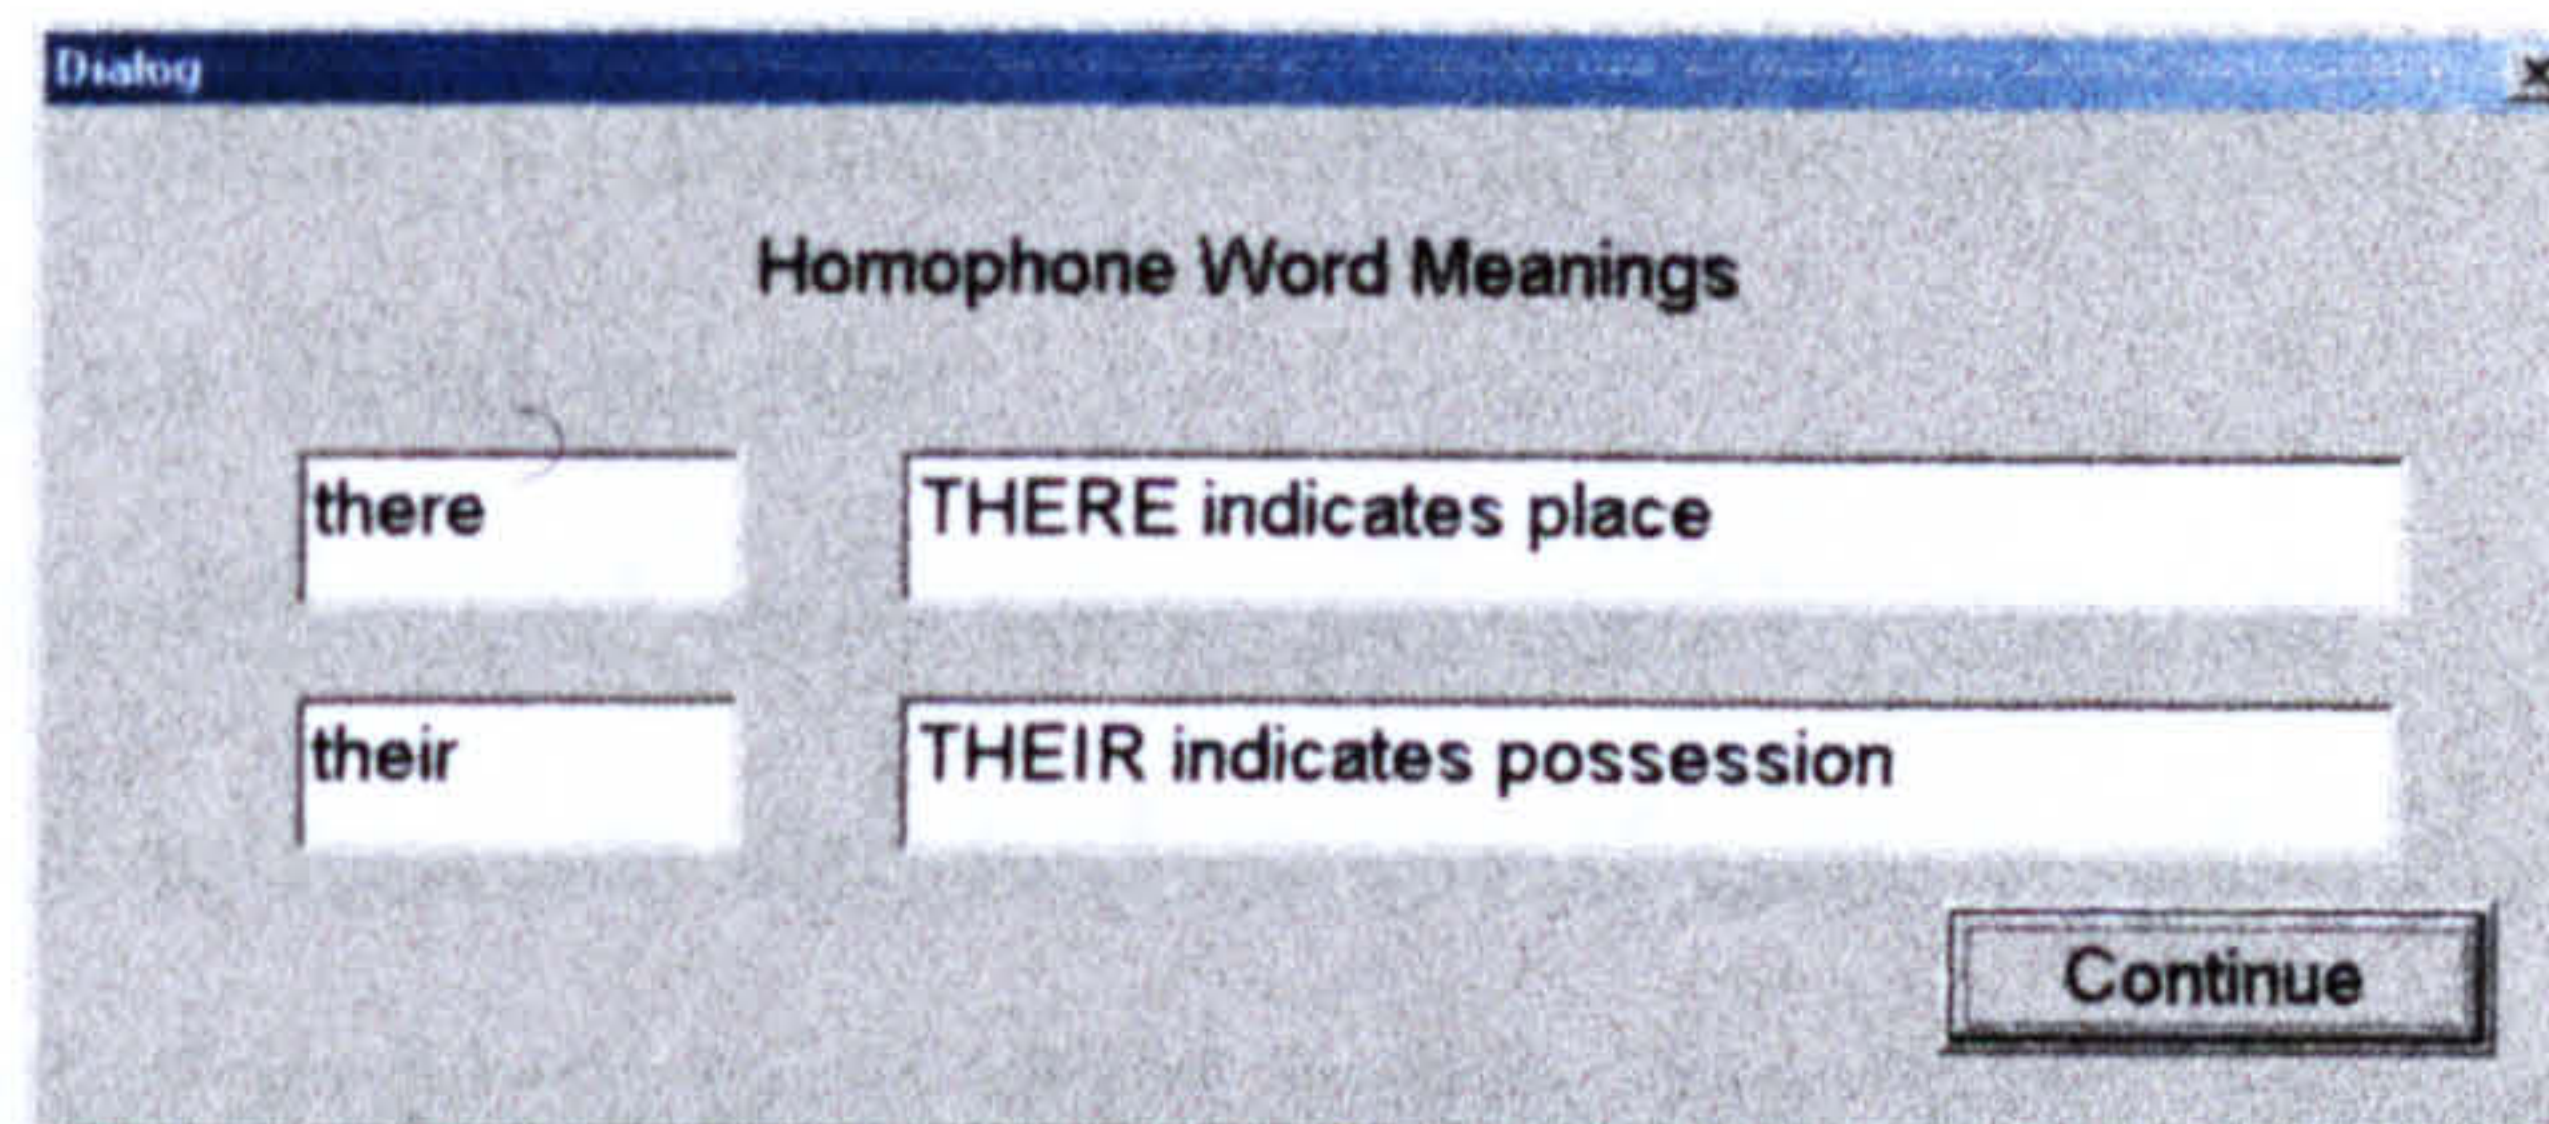 Dialog
Homophone Word Meanings
there
THERE indicates place
their
THEIR indicates possession
Continue